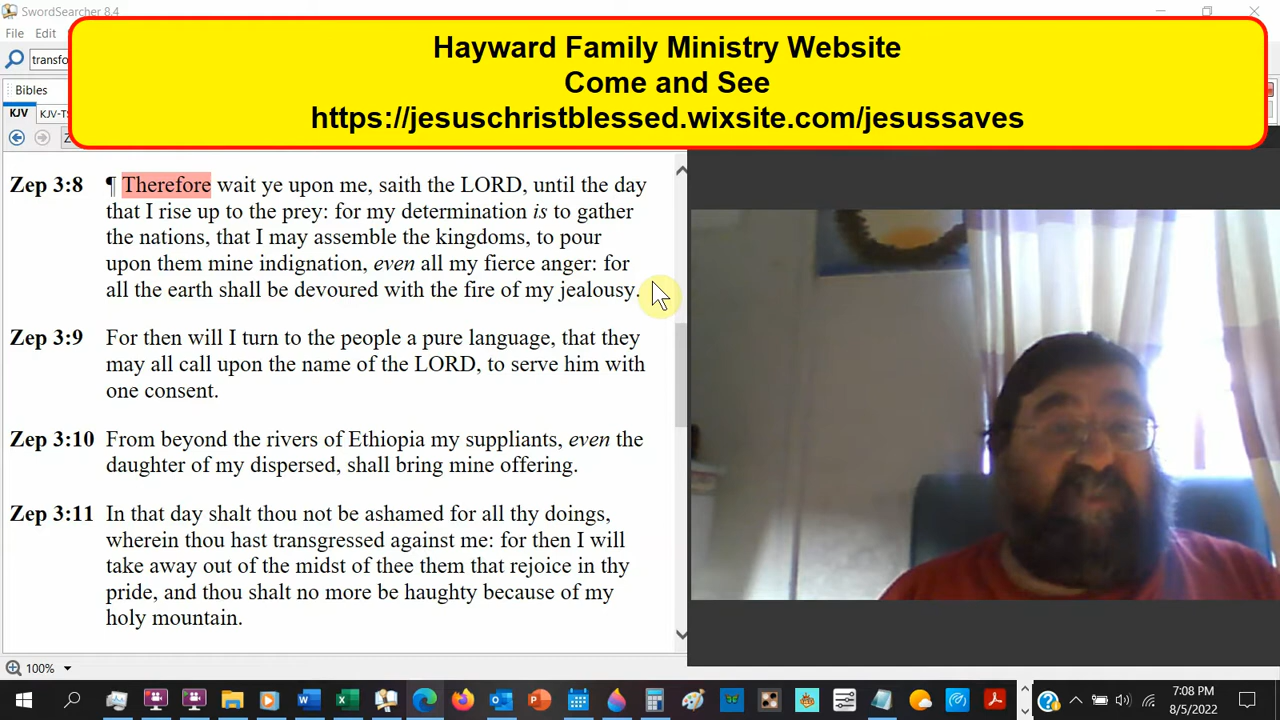 SwordSearcher 8.4
File Edit
Hayward Family Ministry Website
Come and See
https://jesuschristblessed.wixsite.com/jesussaves
transfo
Bibles
KJV
Zep 3:8 ¶ Therefore wait ye upon me, saith the LORD, until the day
that I rise up to the prey: for my determination is to gather
the nations, that I may assemble the kingdoms, to pour
upon them mine indignation, even all my fierce anger: for
all the earth shall be devoured with the fire of my jealousy.
Zep 3:9 For then will I turn to the people a pure language, that they
may all call upon the name of the LORD, to serve him with
one consent.
Zep 3:10 From beyond the rivers of Ethiopia my suppliants, even the
daughter of my dispersed, shall bring mine offering.
Zep 3:11 In that day shalt thou not be ashamed for all thy doings,
wherein thou hast transgressed against me: for then I will
take away out of the midst of thee them that rejoice in thy
pride, and thou shalt no more be haughty because of my
holy mountain.
100%
7:08 PM
8/5/2022